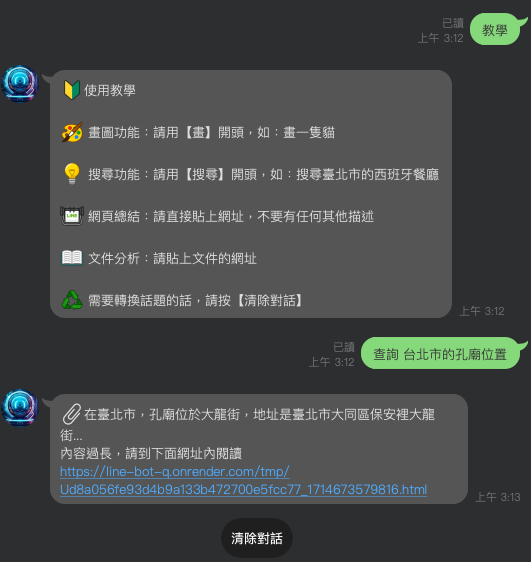 已讀
上午 3:12
教學
使用教學
畫圖功能：請用【畫】開頭，如：畫一隻貓
搜尋功能：請用【搜尋】開頭，如：搜尋臺北市的西班牙餐廳
LINE
網頁總結：請直接貼上網址，不要有任何其他描述
文件分析：請貼上文件的網址
需要轉換話題的話，請按【清除對話】
上午 3:12
已讀
上午 3:12
查詢 台北市的孔廟位置
在臺北市，孔廟位於大龍街，地址是臺北市大同區保安裡大龍
街...
內容過長，請到下面網址內閱讀
https://line-bot-q.onrender.com/tmp/
Ud8a056fe93d4b9a133b472700e5fcc77_1714673579816.html
上午 3:13
清除對話